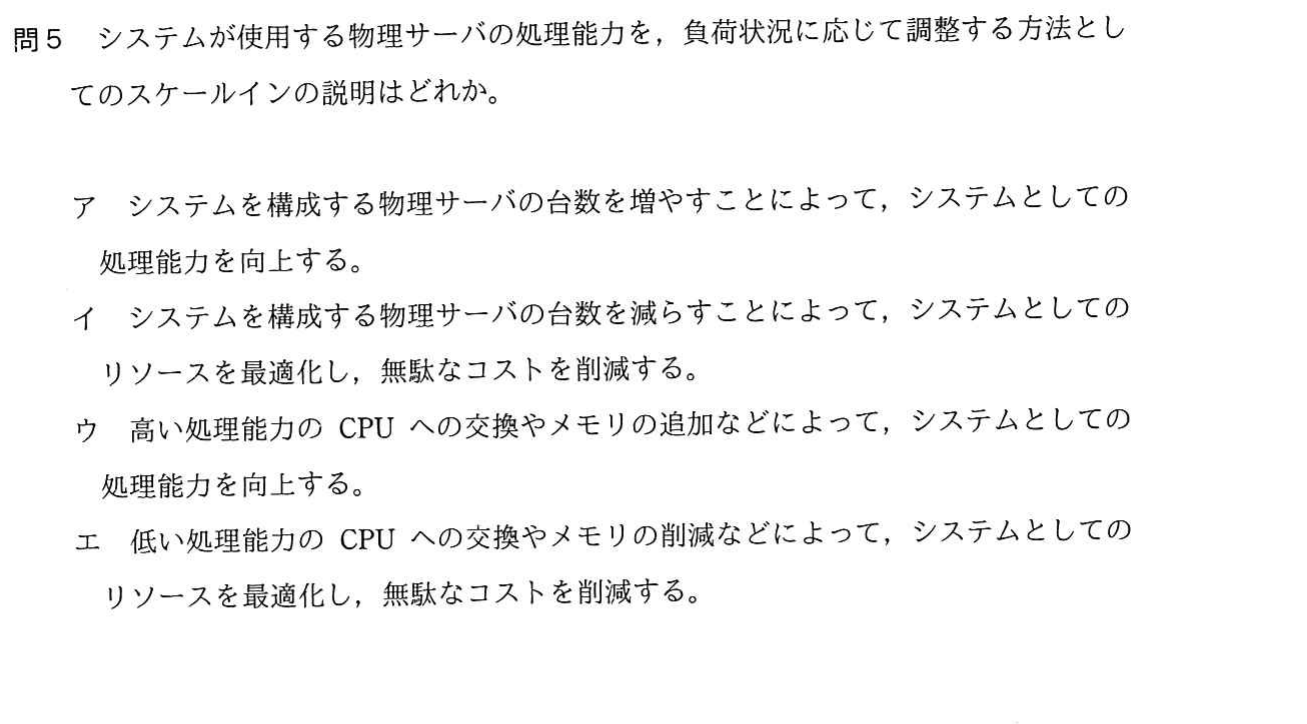 問5　システムが使用する物理サーバの処理能力を，負荷状況に応じて調整する方法とし
てのスケールインの説明はどれか。
ア　システムを構成する物理サーバの台数を増やすことによって，システムとしての
処理能力を向上する。
イ　システムを構成する物理サーバの台数を減らすことによって，システムとしての
リソースを最適化し，無駄なコストを削減する。
ウ　高い処理能力の CPU への交換やメモリの追加などによって，システムとしての
処理能力を向上する。
エ　低い処理能力の CPU への交換やメモリの削減などによって，システムとしての
リソースを最適化し，無駄なコストを削減する。